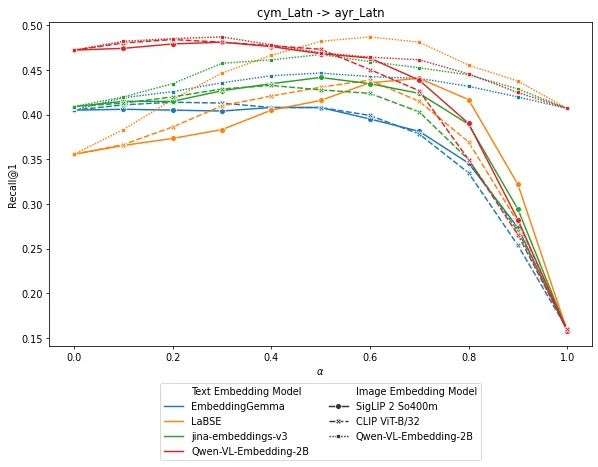 cym_Latn -> ayr_Latn
0.50
0.45
0.40
0.35
0.30
0.25
0.20
0.15
Recall@1
0.0 0.2 0.4 0.6 0.8 1.0
α
Text Embedding Model Image Embedding Model
EmbeddingGemma SigLIP 2 So400m
LaBSE CLIP ViT-B/32
jina-embeddings-v3 Qwen-VL-Embedding-2B
Qwen-VL-Embedding-2B